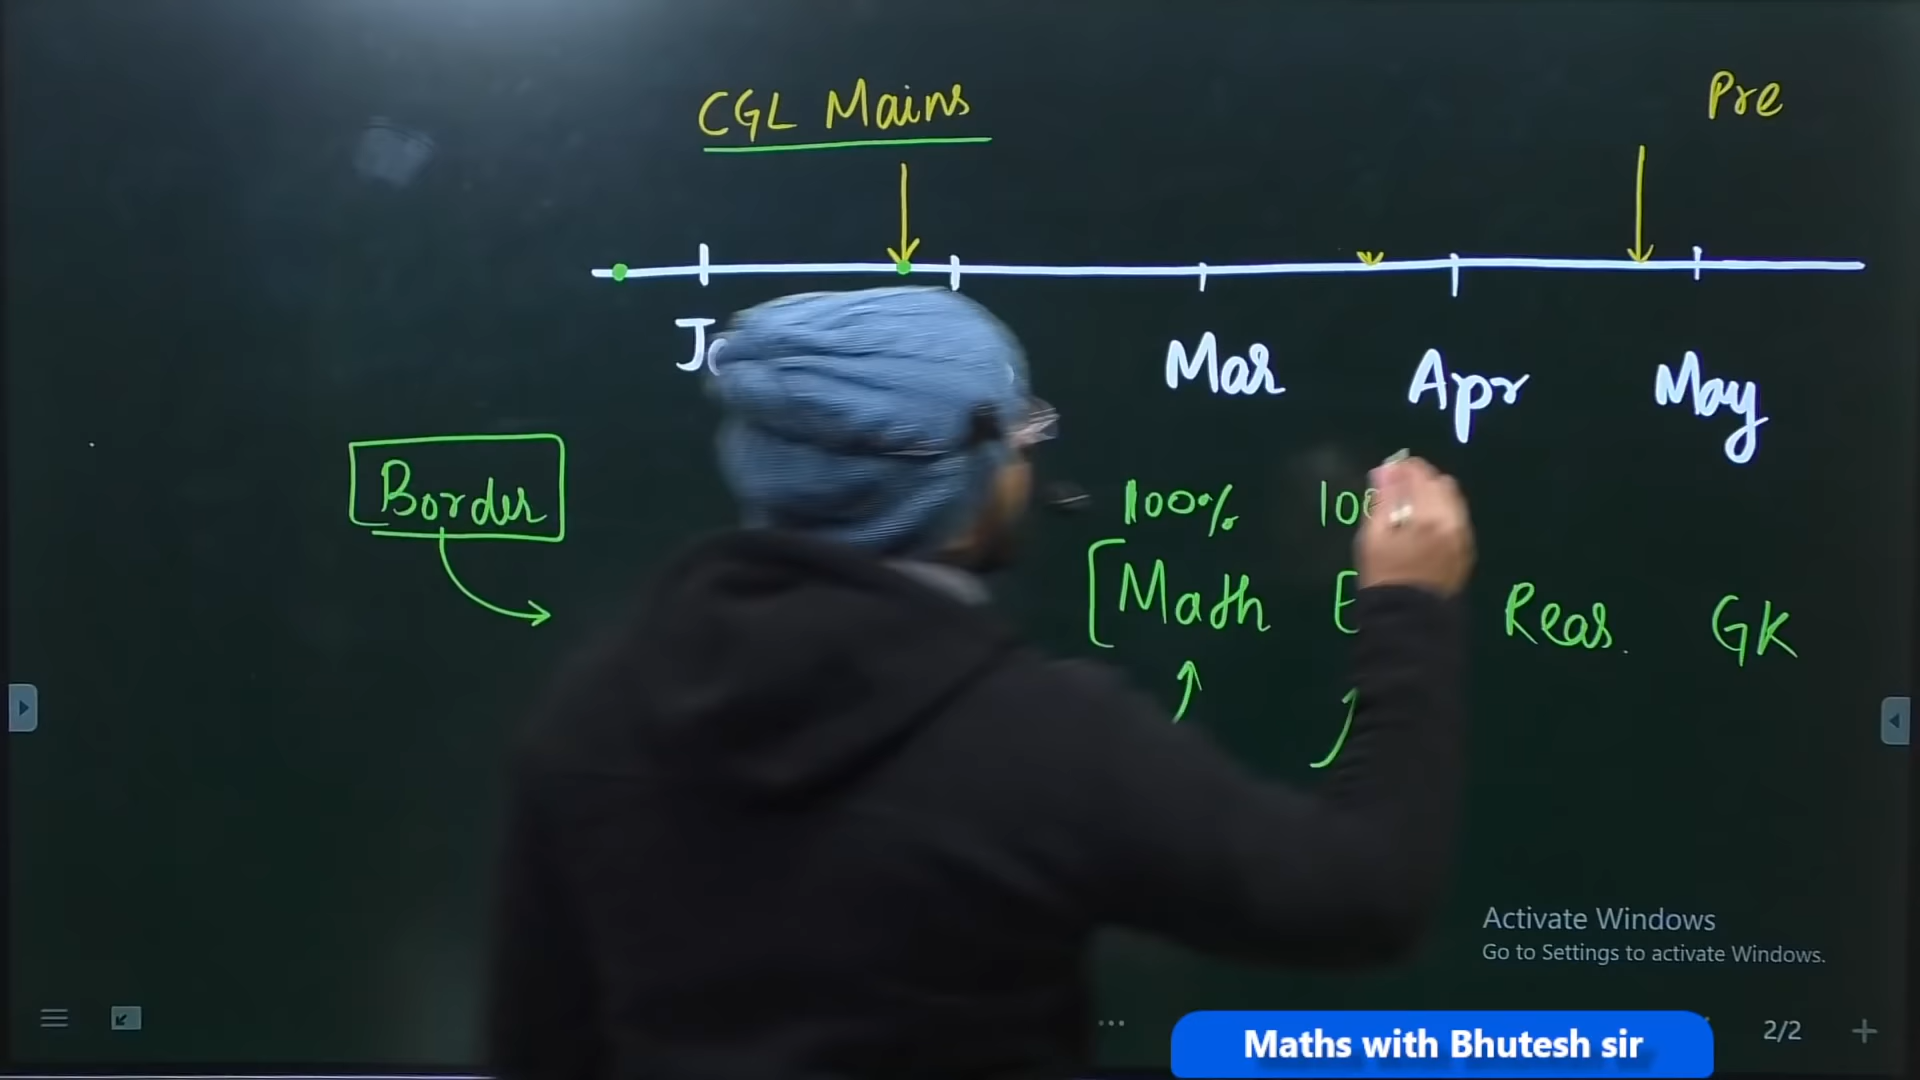 CGL Mains
Pre
Mar Apr May
Border
100%
[Math Reas. GK
Activate Windows
Go to Settings to activate Windows.
Maths with Bhutesh sir
2/2